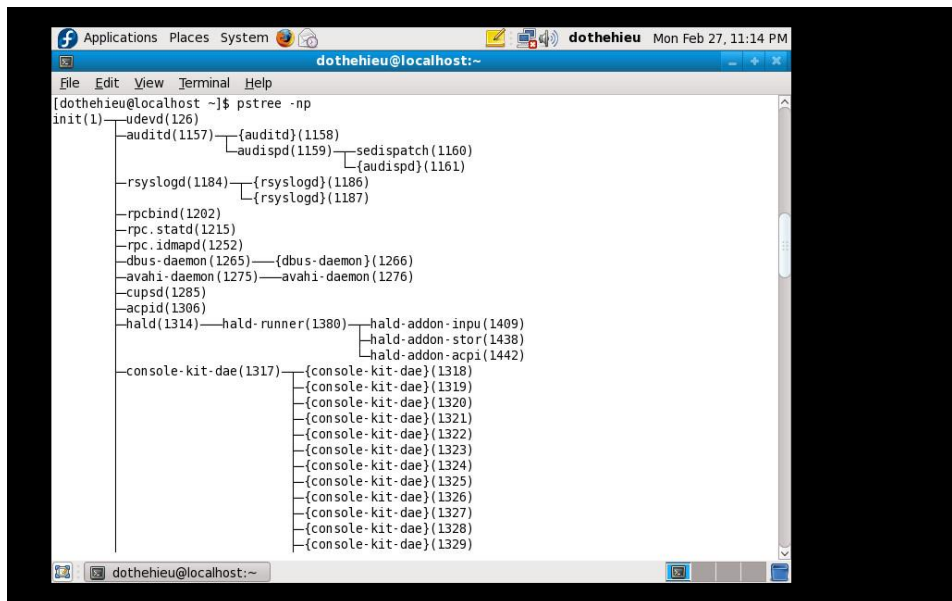 Applications Places System dothehieu Mon Feb 27, 11:14 PM
dothehieu@localhost:~
File Edit View Terminal Help
[dothehieu@localhost ~]$ pstree -np
init(1)─┬─udevd(126)
├─auditd(1157)─┬─{auditd}(1158)
└─audispd(1159)─┬─sedispatch(1160)
└─{audispd}(1161)
├─rsyslogd(1184)─┬─{rsyslogd}(1186)
└─{rsyslogd}(1187)
├─rpcbind(1202)
├─rpc.statd(1215)
├─rpc.idmapd(1252)
├─dbus-daemon(1265)───{dbus-daemon}(1266)
├─avahi-daemon(1275)───avahi-daemon(1276)
├─cupsd(1285)
├─acpid(1306)
├─hald(1314)───hald-runner(1380)─┬─hald-addon-inpu(1409)
├─hald-addon-stor(1438)
└─hald-addon-acpi(1442)
├─console-kit-dae(1317)─┬─{console-kit-dae}(1318)
├─{console-kit-dae}(1319)
├─{console-kit-dae}(1320)
├─{console-kit-dae}(1321)
├─{console-kit-dae}(1322)
├─{console-kit-dae}(1323)
├─{console-kit-dae}(1324)
├─{console-kit-dae}(1325)
├─{console-kit-dae}(1326)
├─{console-kit-dae}(1327)
├─{console-kit-dae}(1328)
├─{console-kit-dae}(1329)
dothehieu@localhost:~